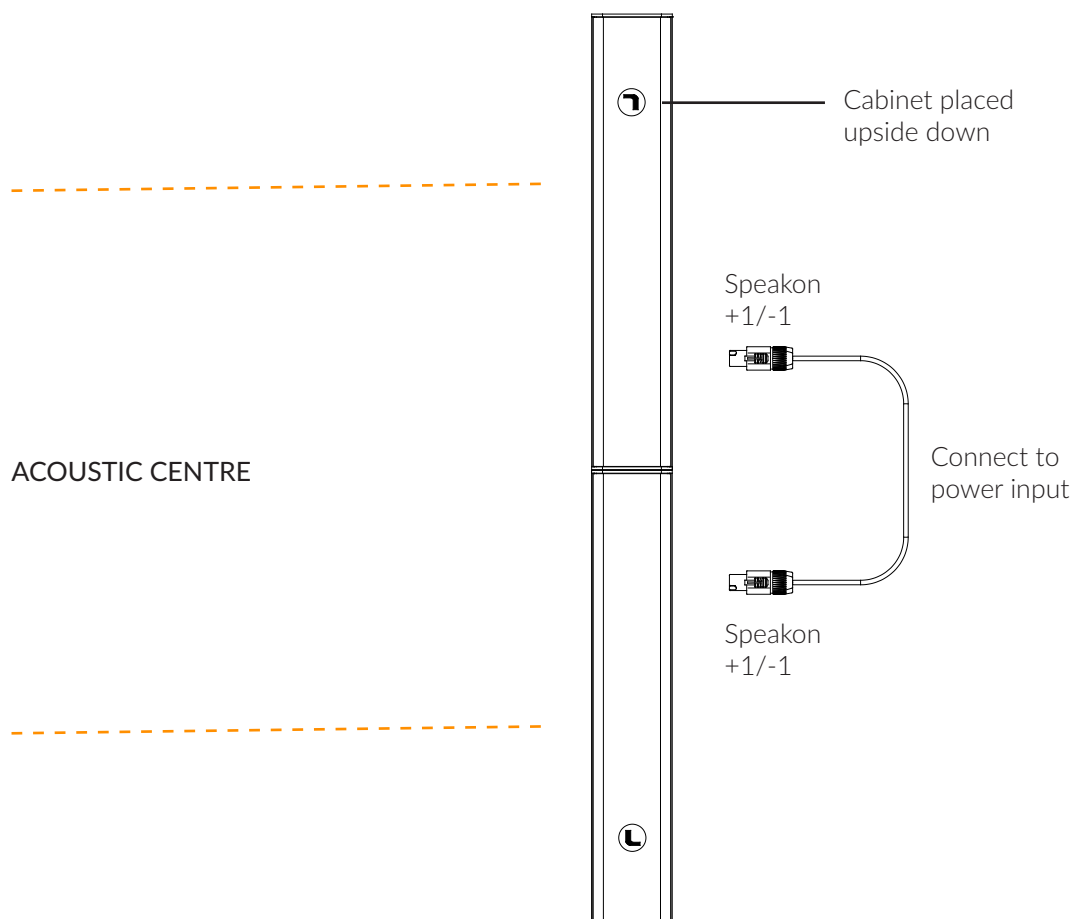 Cabinet placed
upside down
Speakon
+1/-1
ACOUSTIC CENTRE
Connect to
power input
Speakon
+1/-1